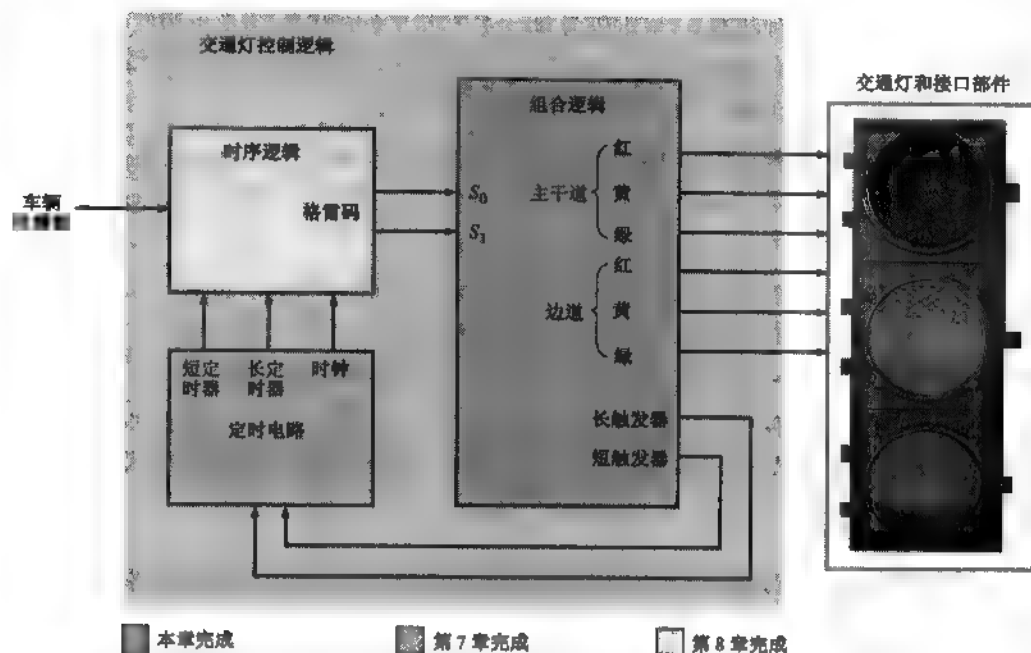 交通灯控制逻辑
交通灯和接口部件
组合逻辑
时序逻辑
格雷码
车辆
S0
S1
主干道
红
黄
绿
边道
红
黄
绿
短定时器
长定时器
时钟
定时电路
长触发器
短触发器
本章完成
第7章完成
第8章完成